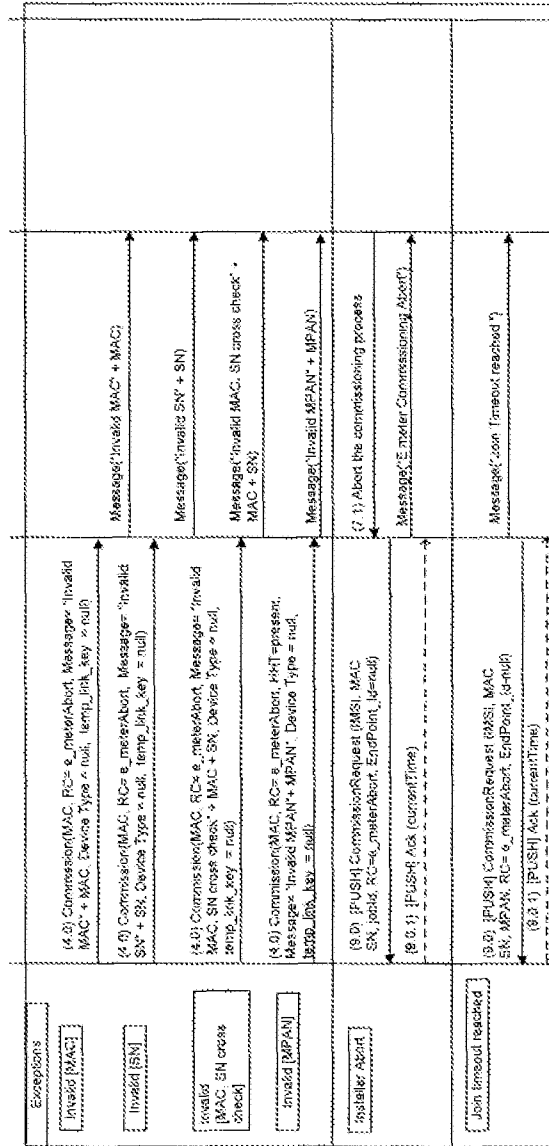 Exceptions
Invalid [MAC]
(4.0) Commission(MAC, RC= e_meterAbort, Message= "Invalid
MAC" + MAC, Device Type = null, temp_link_key = null)
Message("Invalid MAC" + MAC)
Invalid [SN]
(4.0) Commission(MAC, RC= e_meterAbort, Message= "Invalid
SN" + SN, Device Type = null, temp_link_key = null)
Message("Invalid SN" + SN)
Invalid
[MAC, SN cross
check]
(4.0) Commission(MAC, RC= e_meterAbort, Message= "Invalid
MAC, SN cross check" + MAC + SN, Device Type = null,
temp_link_key = null)
Message("Invalid MAC, SN cross check" +
MAC + SN)
Invalid [MPAN]
(4.0) Commission(MAC, RC= e_meterAbort, =present,
Message= "Invalid MPAN"+ MPAN", Device Type = null,
temp_link_key = null)
Message("Invalid MPAN" + MPAN)
Installer Abort
(7.1) Abort the commissioning process
(9.0) [PUSH] CommissionRequest (IMSI, MAC
SN, jobId, RC=e_meterAbort, EndPoint_Id=null)
Message("E meter Commissioning Abort")
(9.0.1) [PUSH] Ack (currentTime)
Join timeout reached
(9.0) [PUSH] CommissionRequest (IMSI, MAC
SN, MPAN, RC= e_meterAbort, EndPoint_Id=null)
Message("Join Timeout reached")
(9.0.1) [PUSH] Ack (currentTime)